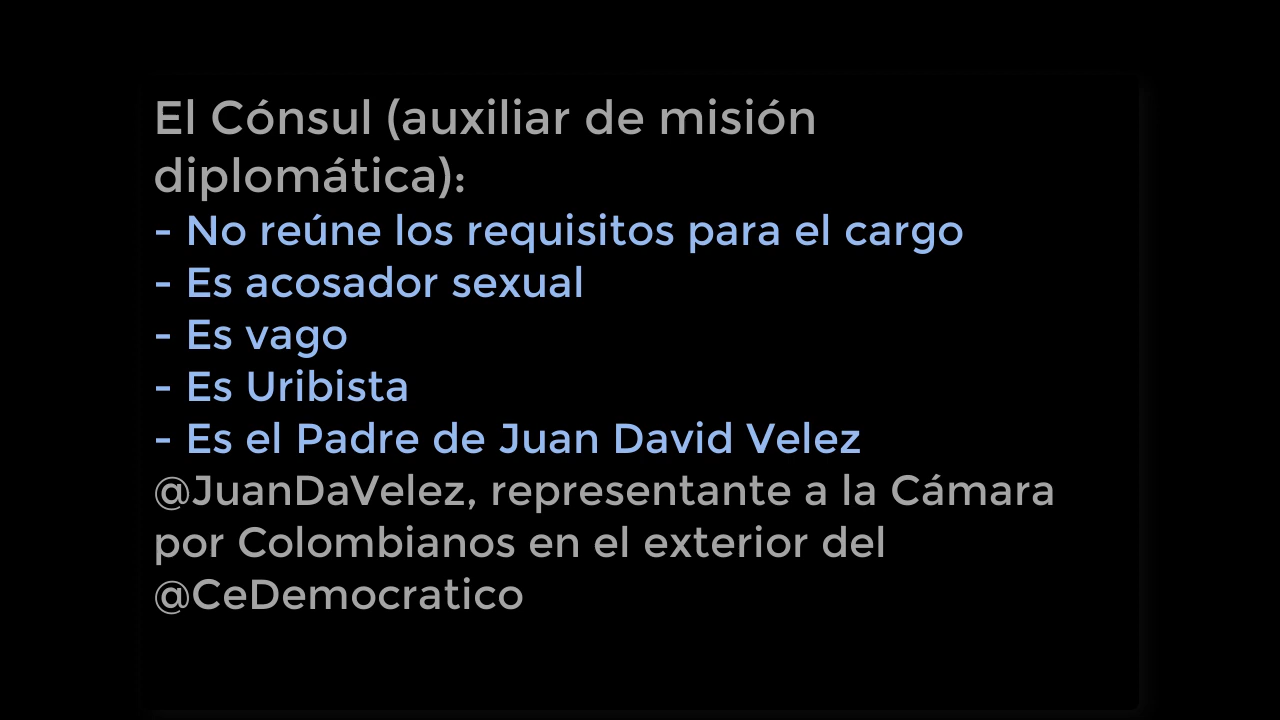 El Cónsul (auxiliar de misión
diplomática):
- No reúne los requisitos para el cargo
- Es acosador sexual
- Es vago
- Es Uribista
- Es el Padre de Juan David Velez
@JuanDaVelez, representante a la Cámara
por Colombianos en el exterior del
@CeDemocratico